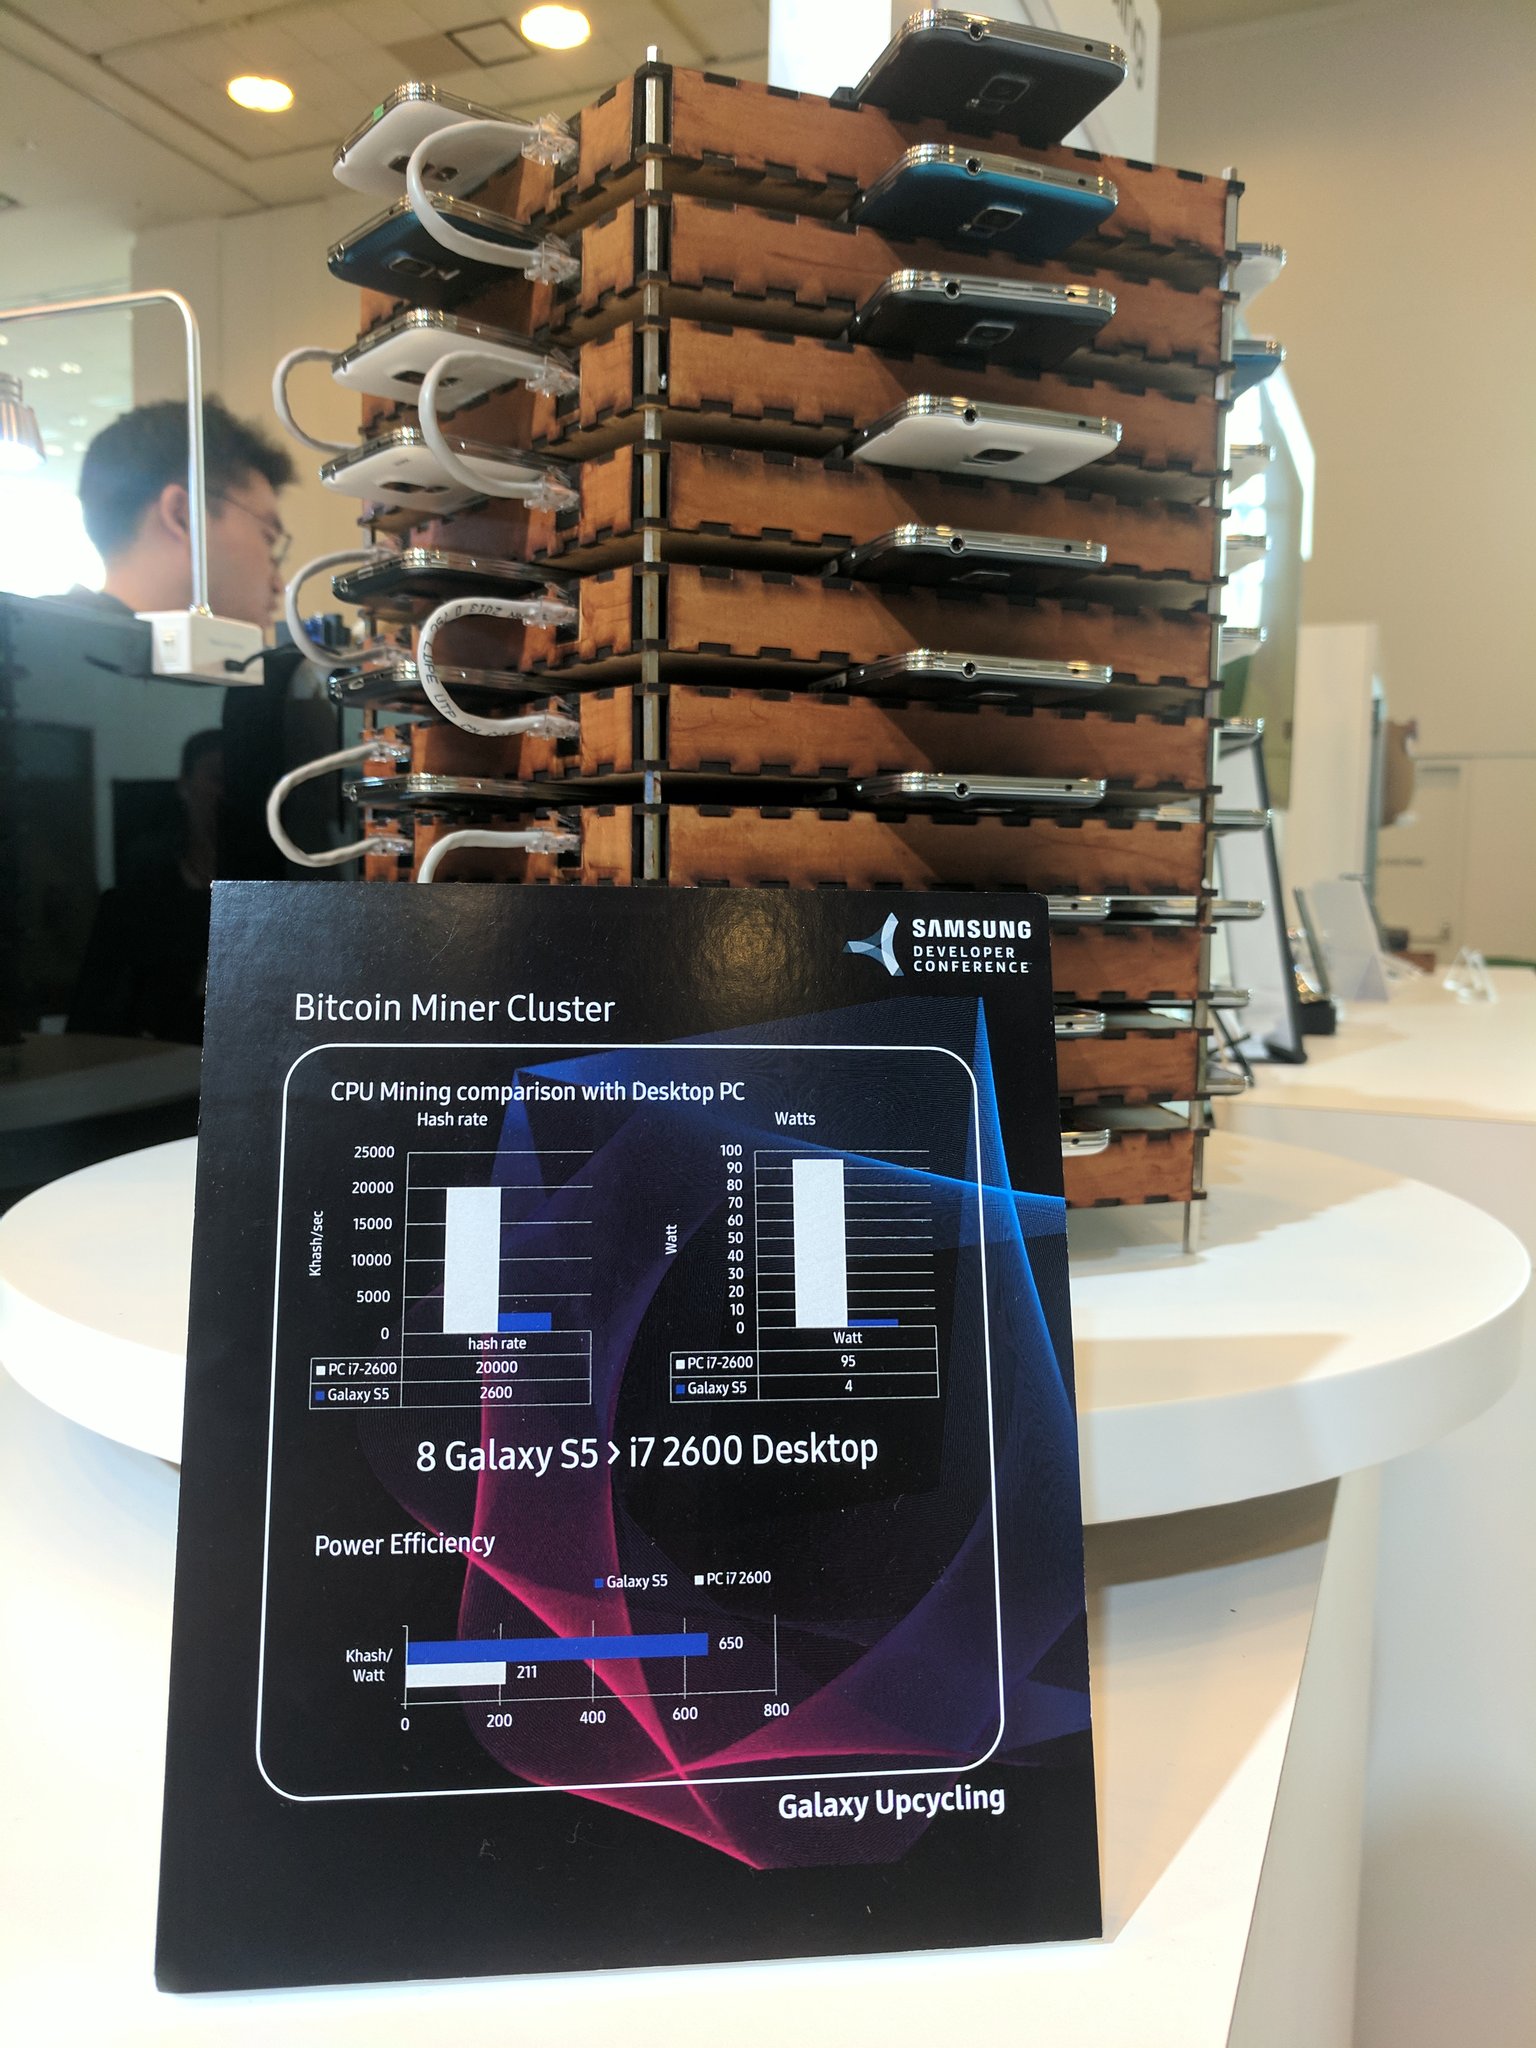 SAMSUNG
DEVELOPER
CONFERENCE
Bitcoin Miner Cluster
CPU Mining comparison with Desktop PC
Hash rate
25000
20000
15000
10000
5000
0
Khash/sec
hash rate
PC i7-2600 20000
Galaxy S5 2600
Watts
100
90
80
70
60
50
40
30
20
10
0
Watt
Watt
PC i7-2600 95
Galaxy S5 4
8 Galaxy S5 > i7 2600 Desktop
Power Efficiency
Galaxy S5 PC i7 2600
Khash/
Watt
650
211
0 200 400 600 800
Galaxy Upcycling